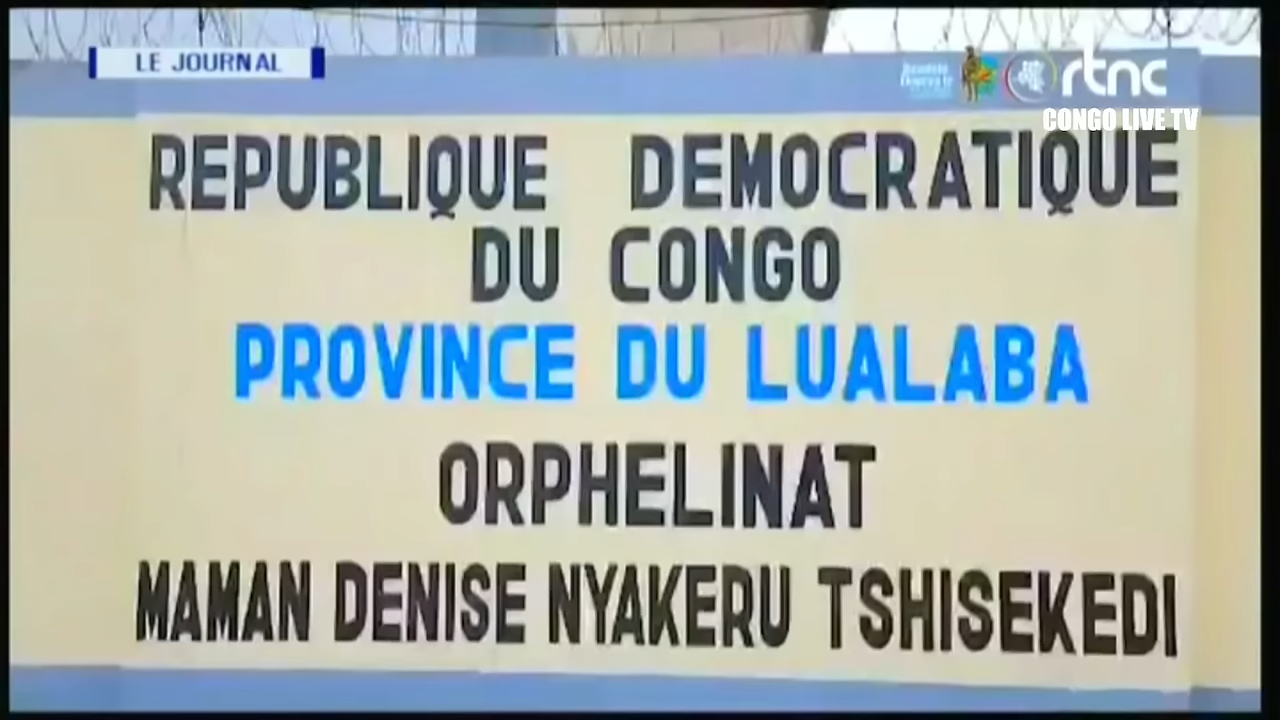 LE JOURNAL
rtnc
CONGO LIVE TV
REPUBLIQUE DEMOCRATIQUE
DU CONGO
PROVINCE DU LUALABA
ORPHELINAT
MAMAN DENISE NYAKERU TSHISEKEDI